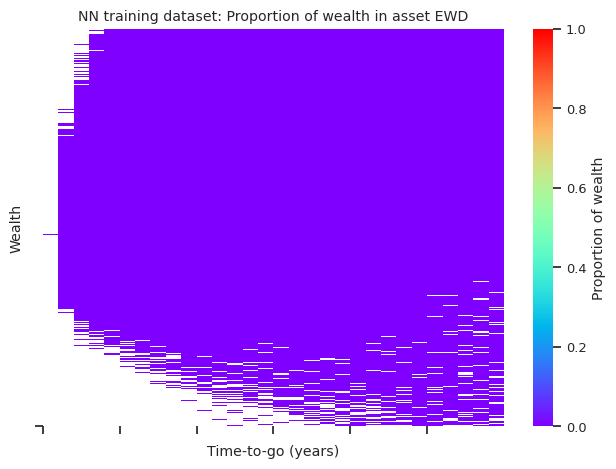 NN training dataset: Proportion of wealth in asset EWD
Wealth
Time-to-go (years)
1.0
0.8
0.6
0.4
0.2
0.0
Proportion of wealth